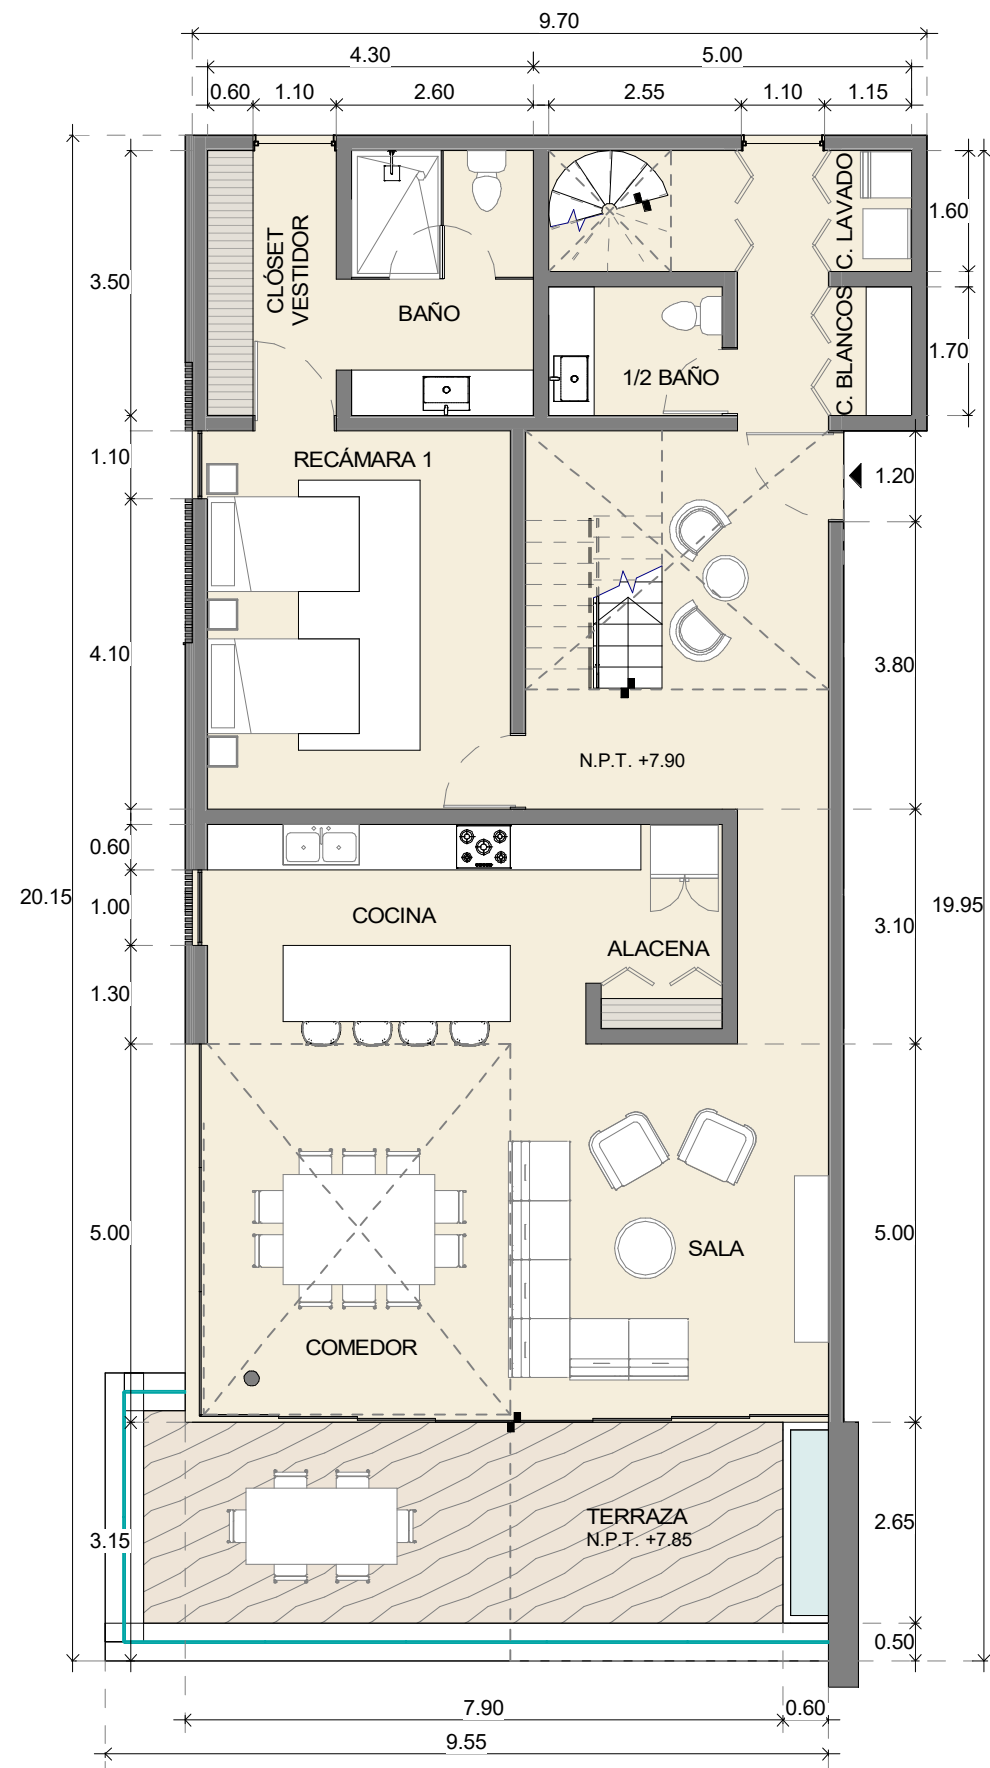 9.70
4.30
5.00
0.60
1.10
2.60
2.55
1.10
1.15
C. LAVADO
1.60
CLÓSET
VESTIDOR
3.50
BAÑO
C. BLANCOS
1.70
1/2 BAÑO
1.10
RECÁMARA 1
1.20
4.10
3.80
N.P.T. +7.90
0.60
20.15
1.00
COCINA
19.95
3.10
ALACENA
1.30
5.00
SALA
5.00
COMEDOR
TERRAZA
N.P.T. +7.85
3.15
2.65
0.50
7.90
0.60
9.55